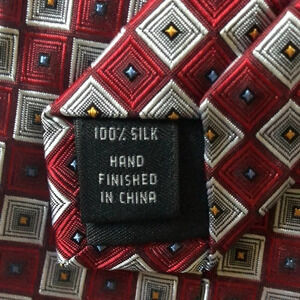 100% SILK
HAND
FINISHED
IN CHINA